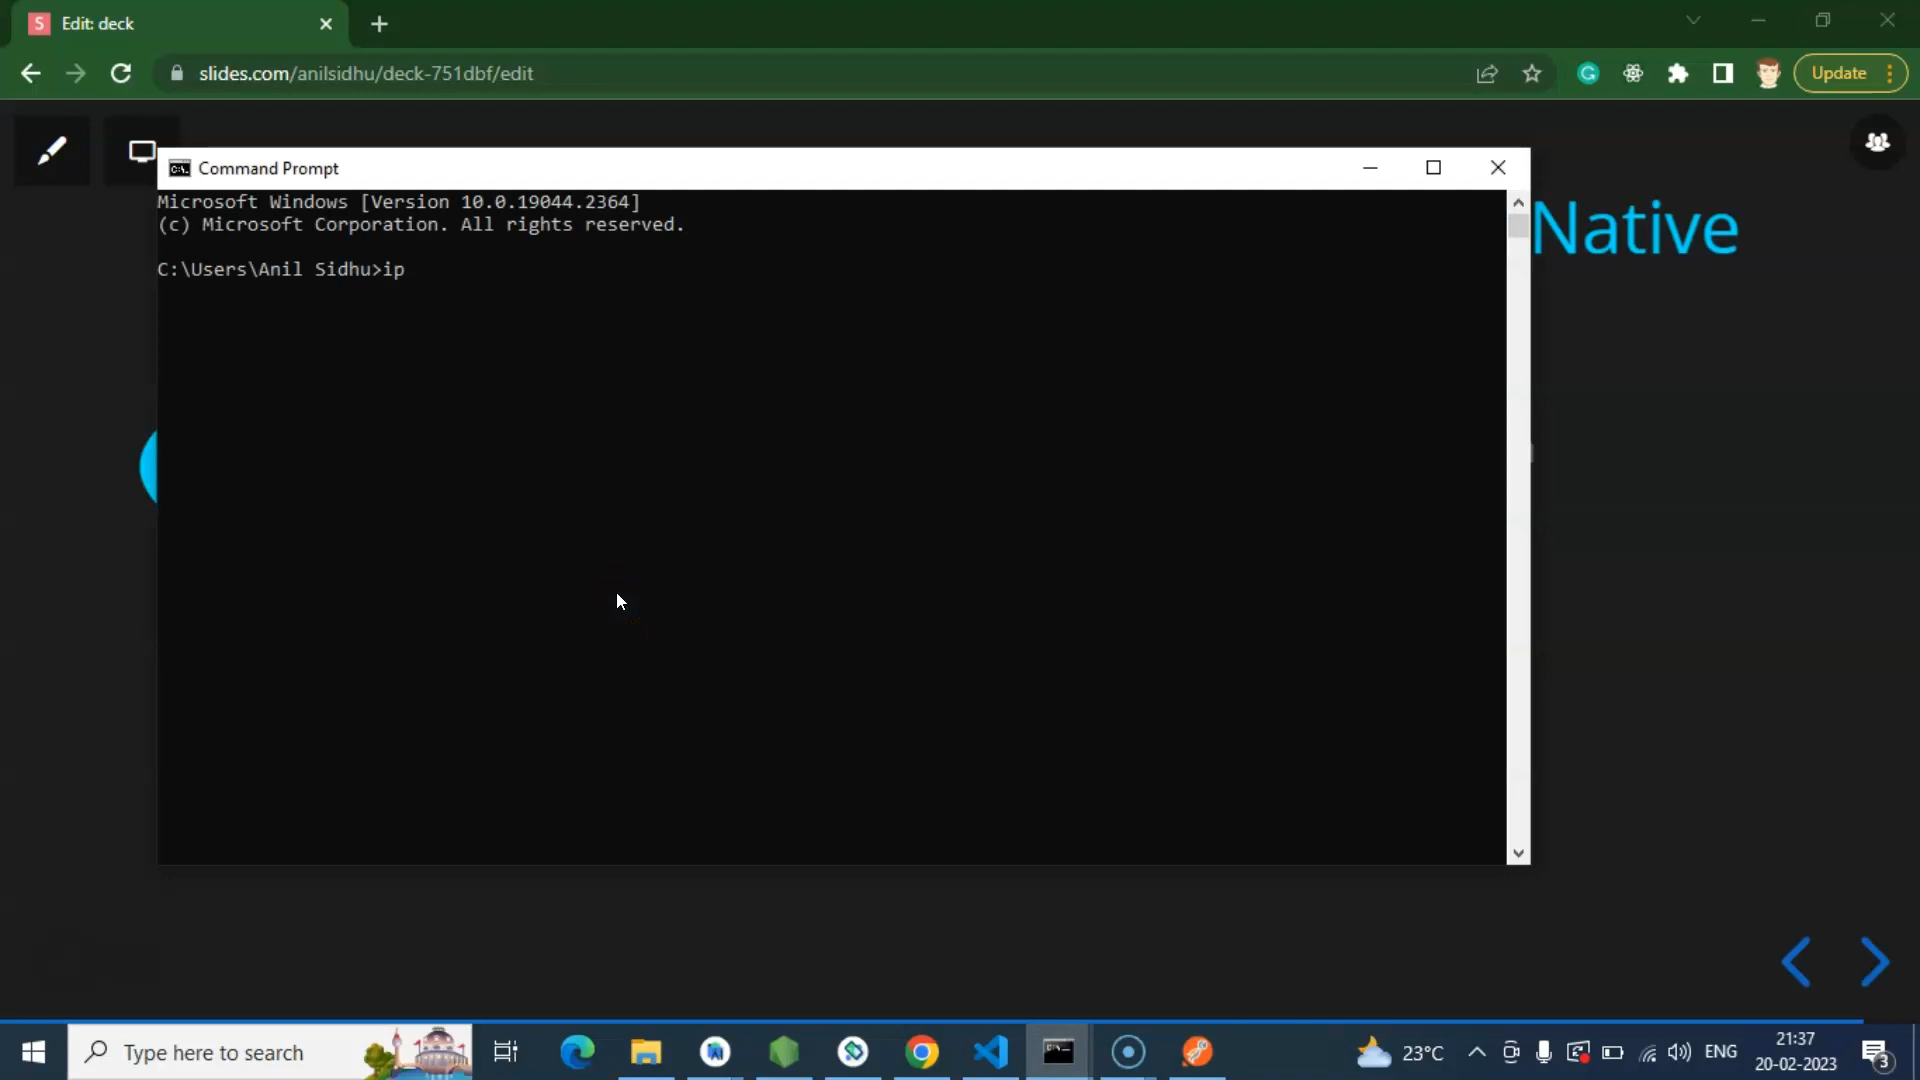 S Edit: deck
slides.com/anilsidhu/deck-751dbf/edit
Update
Native
Command Prompt
Microsoft Windows [Version 10.0.19044.2364]
(c) Microsoft Corporation. All rights reserved.
C:\Users\Anil Sidhu>ip
Type here to search
23°C
ENG
21:37
20-02-2023
3